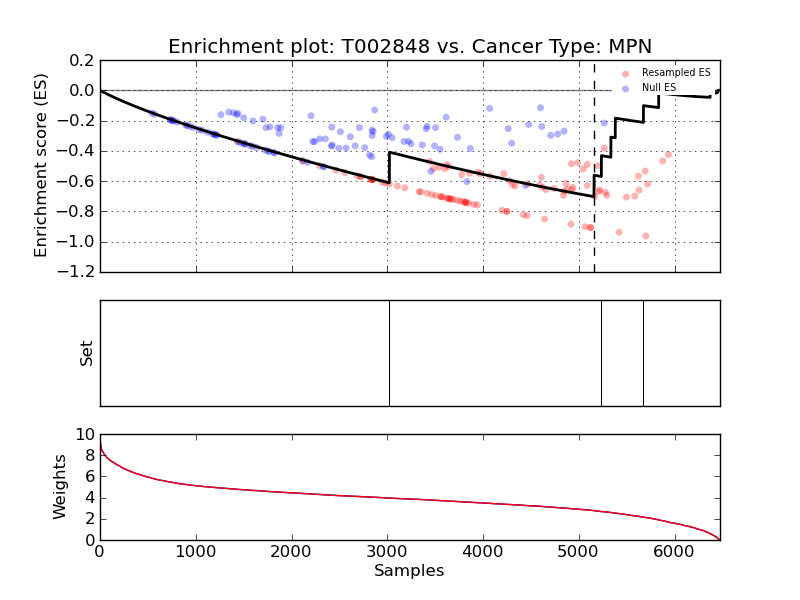 Enrichment plot: T002848 vs. Cancer Type: MPN
Enrichment score (ES)
0.2
0.0
−0.2
−0.4
−0.6
−0.8
−1.0
−1.2
Resampled ES
Null ES
Set
Weights
10
8
6
4
2
0
0 1000 2000 3000 4000 5000 6000
Samples